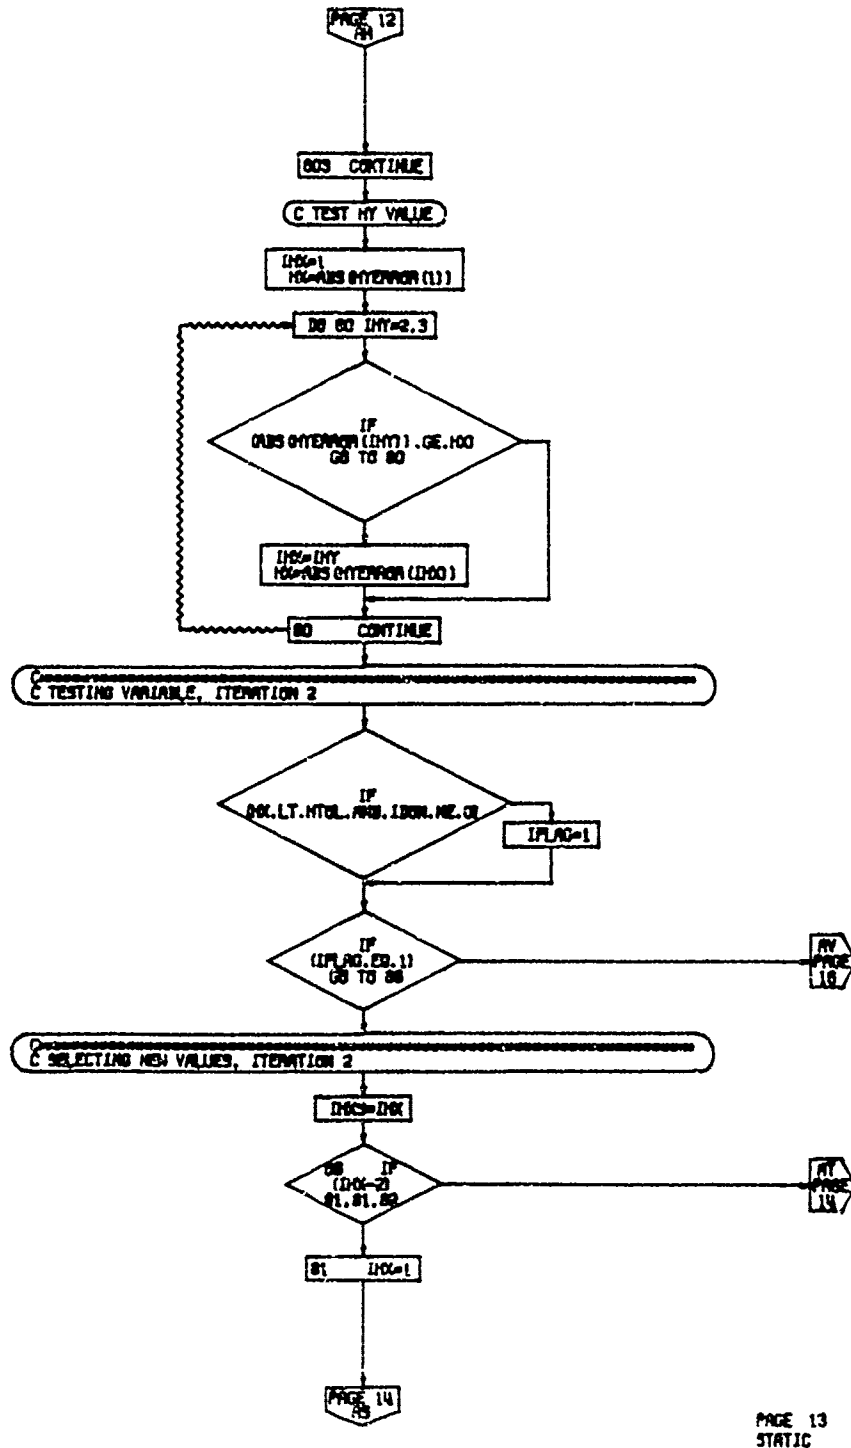 PAGE 12
803 CONTINUE
C TEST HY VALUE
IHX=1
HX=ABS(HYERROR(1))
DO 80 IHY=2,3
IF
(ABS(HYERROR(IHY)).GE.HX)
GO TO 80
IHX=IHY
HX=ABS(HYERROR(IHX))
80 CONTINUE
C TESTING VARIABLE, ITERATION 2
IF
(HX.LT.HTOL.AND.IDON.NE.0)
IFLAG=1
IF
(IFLAG.EQ.1)
GO TO 88
AV
PAGE
16
C SELECTING NEW VALUES, ITERATION 2
IHXS=IHX
IF
(IHX-2)
81,81,82
AT
PAGE
14
81 IHX=1
PAGE 14
AS
PAGE 13
STATIC